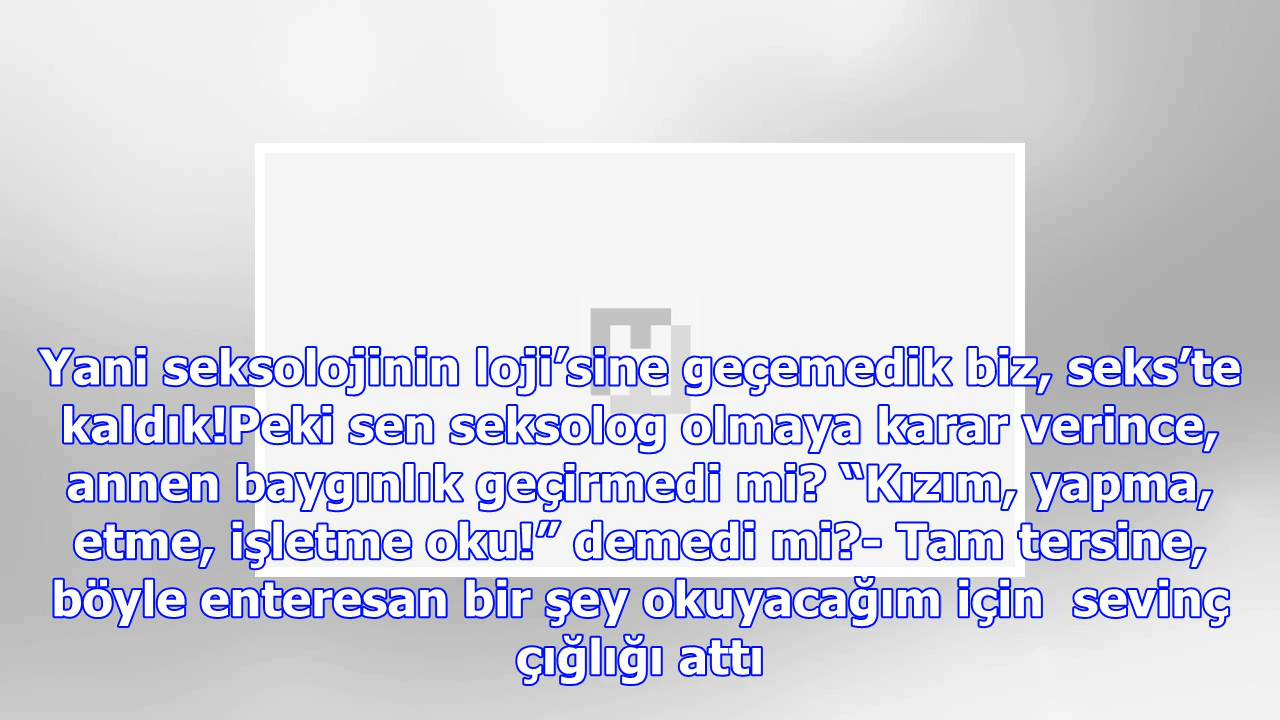 Yani seksolojinin loji’sine geçemedik biz, seks’te
kaldık!Peki sen seksolog olmaya karar verince,
annen baygınlık geçirmedi mi? “Kızım, yapma,
etme, işletme oku!” demedi mi?- Tam tersine,
böyle enteresan bir şey okuyacağım için  sevinç
çığlığı attı